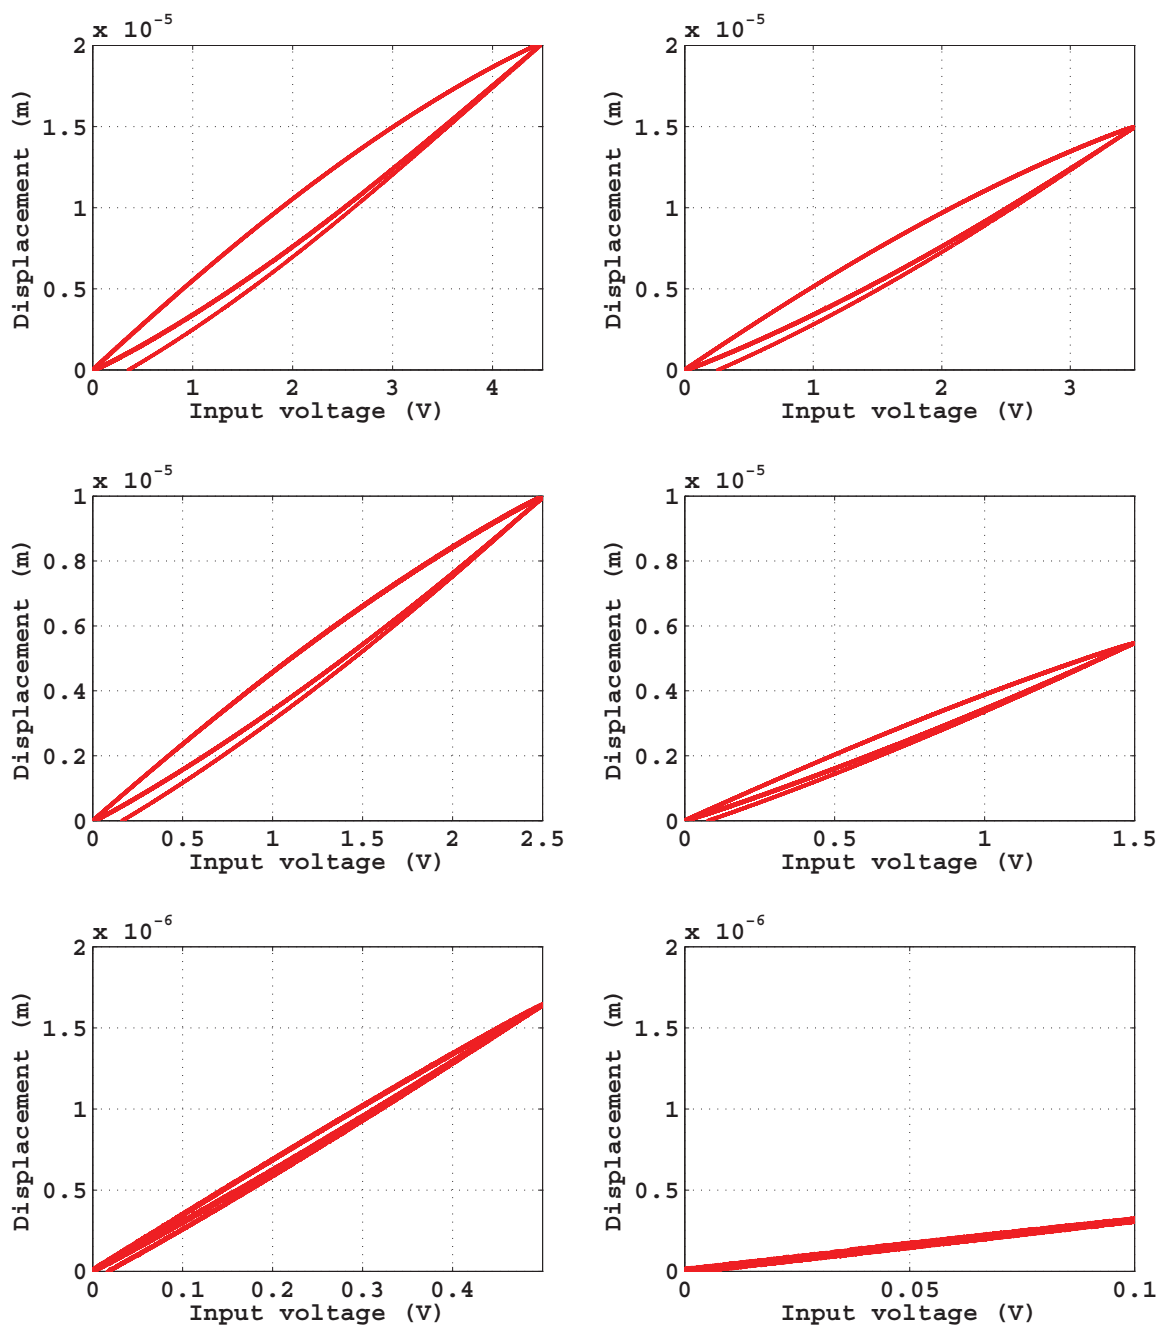 x 10^-5
2
1.5
1
0.5
0
Displacement (m)
0 1 2 3 4
Input voltage (V)
x 10^-5
2
1.5
1
0.5
0
Displacement (m)
0 1 2 3
Input voltage (V)
x 10^-5
1
0.8
0.6
0.4
0.2
0
Displacement (m)
0 0.5 1 1.5 2 2.5
Input voltage (V)
x 10^-5
1
0.8
0.6
0.4
0.2
0
Displacement (m)
0 0.5 1 1.5
Input voltage (V)
x 10^-6
2
1.5
1
0.5
0
Displacement (m)
0 0.1 0.2 0.3 0.4
Input voltage (V)
x 10^-6
2
1.5
1
0.5
0
Displacement (m)
0 0.05 0.1
Input voltage (V)